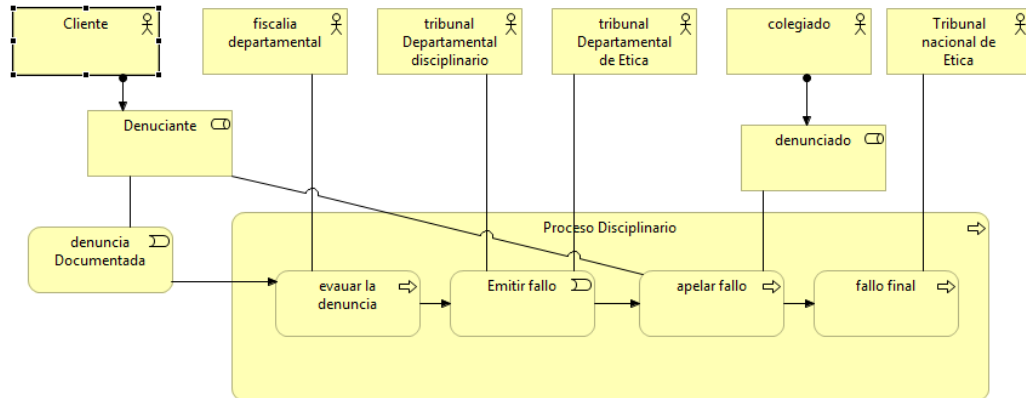 Cliente
fiscalia
departamental
tribunal
Departamental
disciplinario
tribunal
Departamental
de Etica
colegiado
Tribunal
nacional de
Etica
Denuciante
denunciado
denuncia
Documentada
Proceso Disciplinario
evauar la
denuncia
Emitir fallo
apelar fallo
fallo final